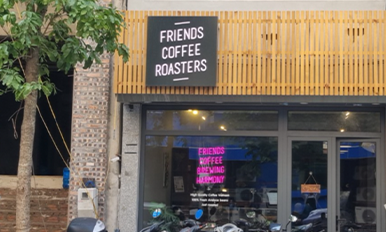 FRIENDS
COFFEE
ROASTERS
FRIENDS
COFFEE
BREWING
HARMONY